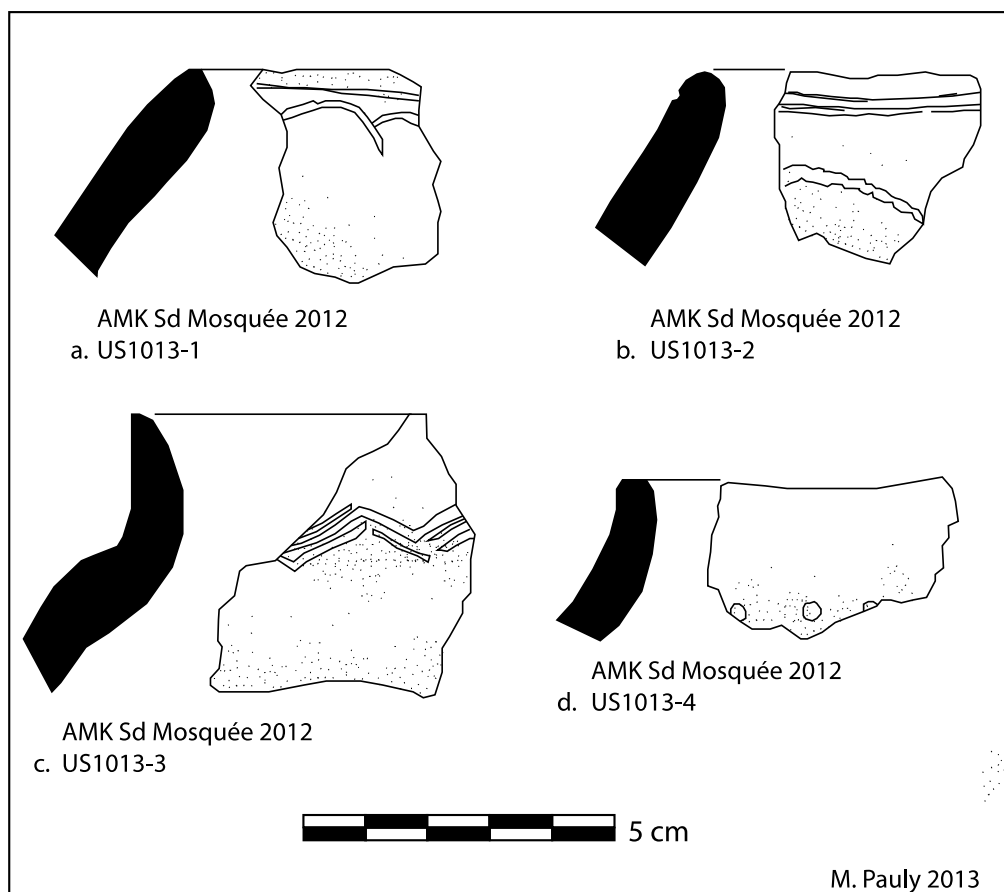 AMK Sd Mosquée 2012
a. US1013-1
AMK Sd Mosquée 2012
b. US1013-2
AMK Sd Mosquée 2012
c. US1013-3
AMK Sd Mosquée 2012
d. US1013-4
5 cm
M. Pauly 2013